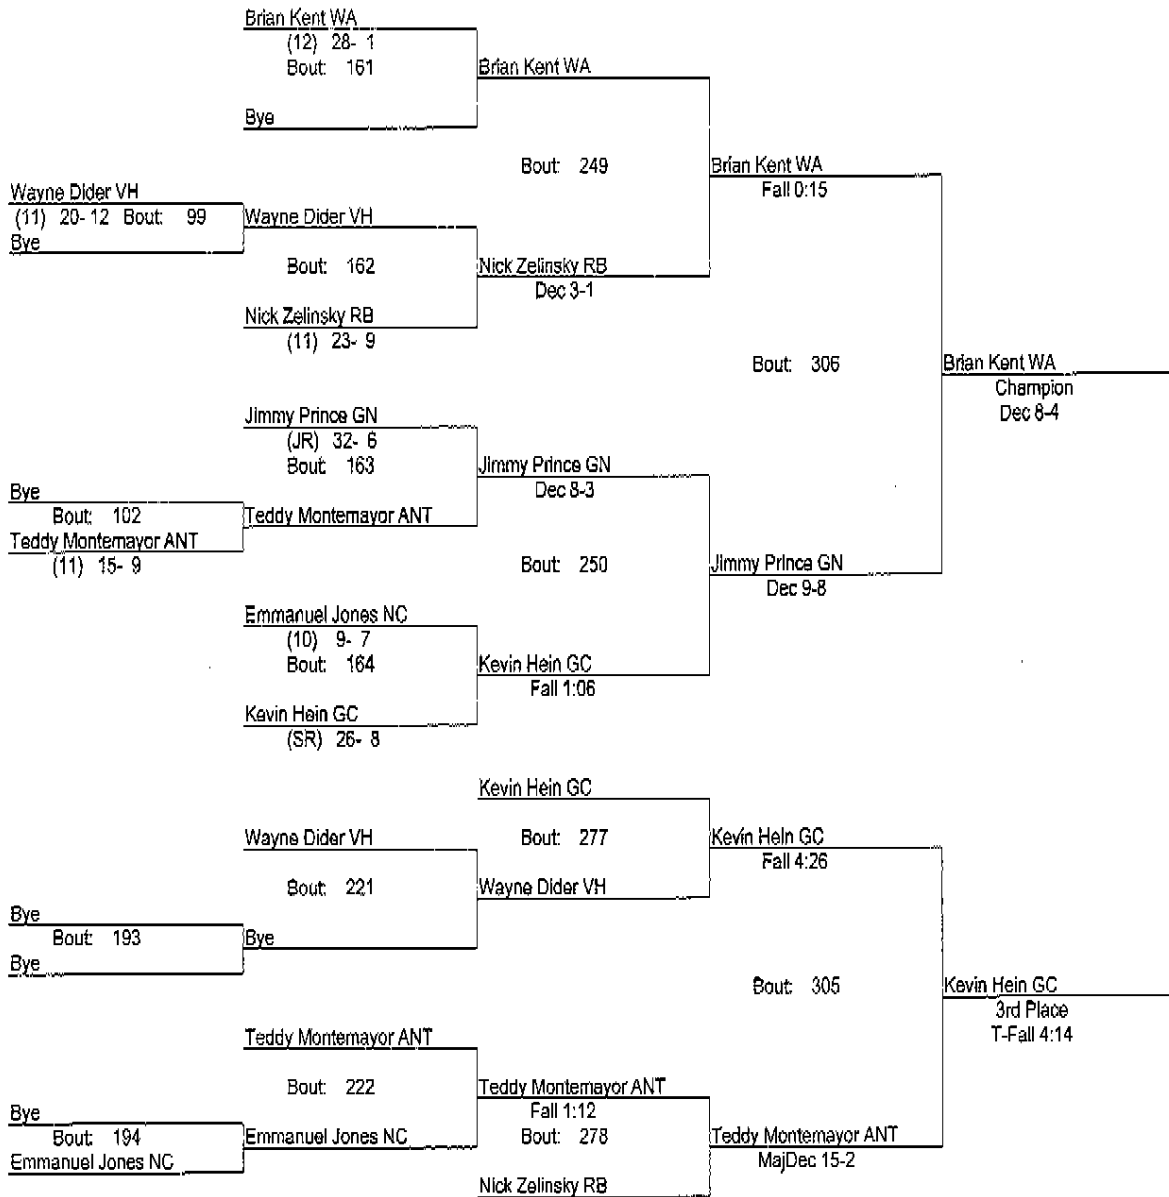 Brian Kent WA
(12) 28- 1
Bout: 161
Brian Kent WA
Bye
Bout: 249
Brian Kent WA
Fall 0:15
Wayne Dider VH
(11) 20- 12 Bout: 99
Wayne Dider VH
Bye
Bout: 162
Nick Zelinsky RB
Dec 3-1
Nick Zelinsky RB
(11) 23- 9
Bout: 306
Brian Kent WA
Champion
Dec 8-4
Jimmy Prince GN
(JR) 32- 6
Bout: 163
Jimmy Prince GN
Dec 8-3
Bye
Bout: 102
Teddy Montemayor ANT
Teddy Montemayor ANT
(11) 15- 9
Bout: 250
Jimmy Prince GN
Dec 9-8
Emmanuel Jones NC
(10) 9- 7
Bout: 164
Kevin Hein GC
Fall 1:06
Kevin Hein GC
(SR) 26- 8
Kevin Hein GC
Bout: 277
Kevin Hein GC
Fall 4:26
Wayne Dider VH
Bout: 221
Wayne Dider VH
Bye
Bout: 193
Bye
Bye
Bout: 305
Kevin Hein GC
3rd Place
T-Fall 4:14
Teddy Montemayor ANT
Bout: 222
Teddy Montemayor ANT
Fall 1:12
Bye
Bout: 194
Emmanuel Jones NC
Emmanuel Jones NC
Bout: 278
Teddy Montemayor ANT
MajDec 15-2
Nick Zelinsky RB